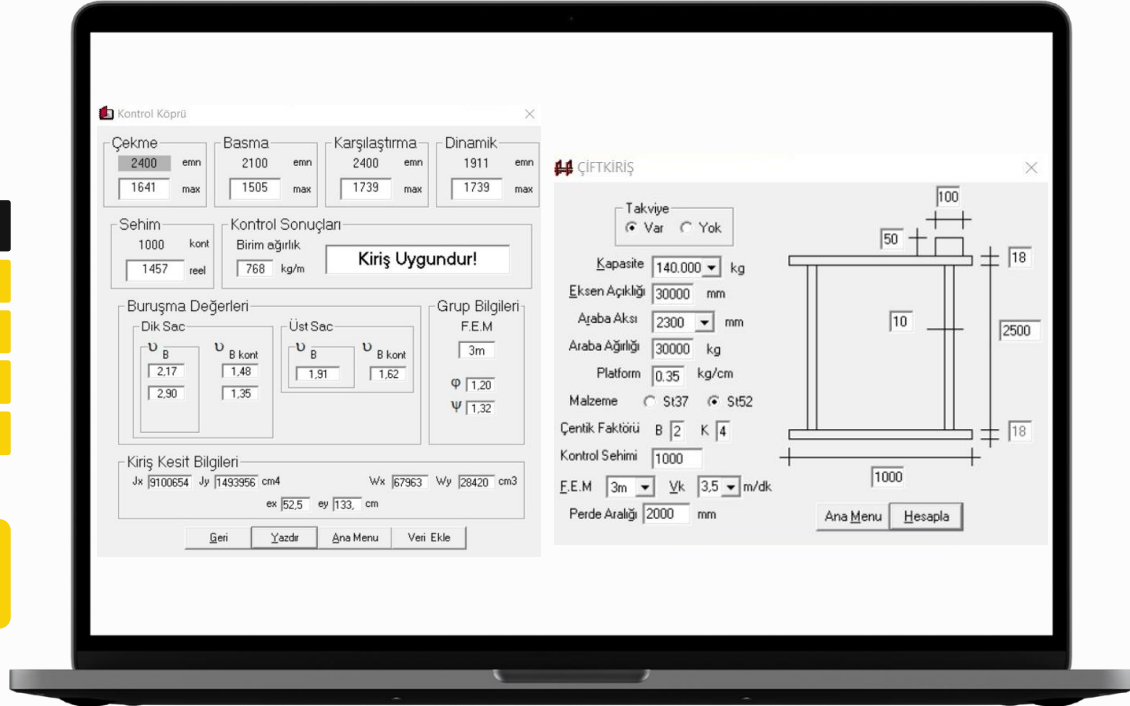 Kontrol Köprü
Çekme
2400 emn
1641 max
Basma
2100 emn
1505 max
Karşılaştırma
2400 emn
1739 max
Dinamik
1911 emn
1739 max
Sehim
1000 kont
1457 reel
Kontrol Sonuçları
Birim ağırlık
768 kg/m
Kiriş Uygundur!
Buruşma Değerleri
Dik Sac
υ B
2,17
2,90
υ B kont
1,48
1,35
Üst Sac
υ B
1,91
υ B kont
1,62
Grup Bilgileri
F.E.M
3m
φ 1,20
Ψ 1,32
Kiriş Kesit Bilgileri
Jx 9100654 Jy 1493956 cm4 Wx 67963 Wy 28420 cm3
ex 52,5 ey 133, cm
Geri Yazdır Ana Menu Veri Ekle
ÇİFTKİRİŞ
Takviye
Var Yok
Kapasite 140.000 kg
Eksen Açıklığı 30000 mm
Araba Aksı 2300 mm
Araba Ağırlığı 30000 kg
Platform 0.35 kg/cm
Malzeme St37 St52
Çentik Faktörü B 2 K 4
Kontrol Sehimi 1000
F.E.M 3m Vk 3,5 m/dk
Perde Aralığı 2000 mm
100
50
18
10
2500
18
1000
Ana Menu Hesapla